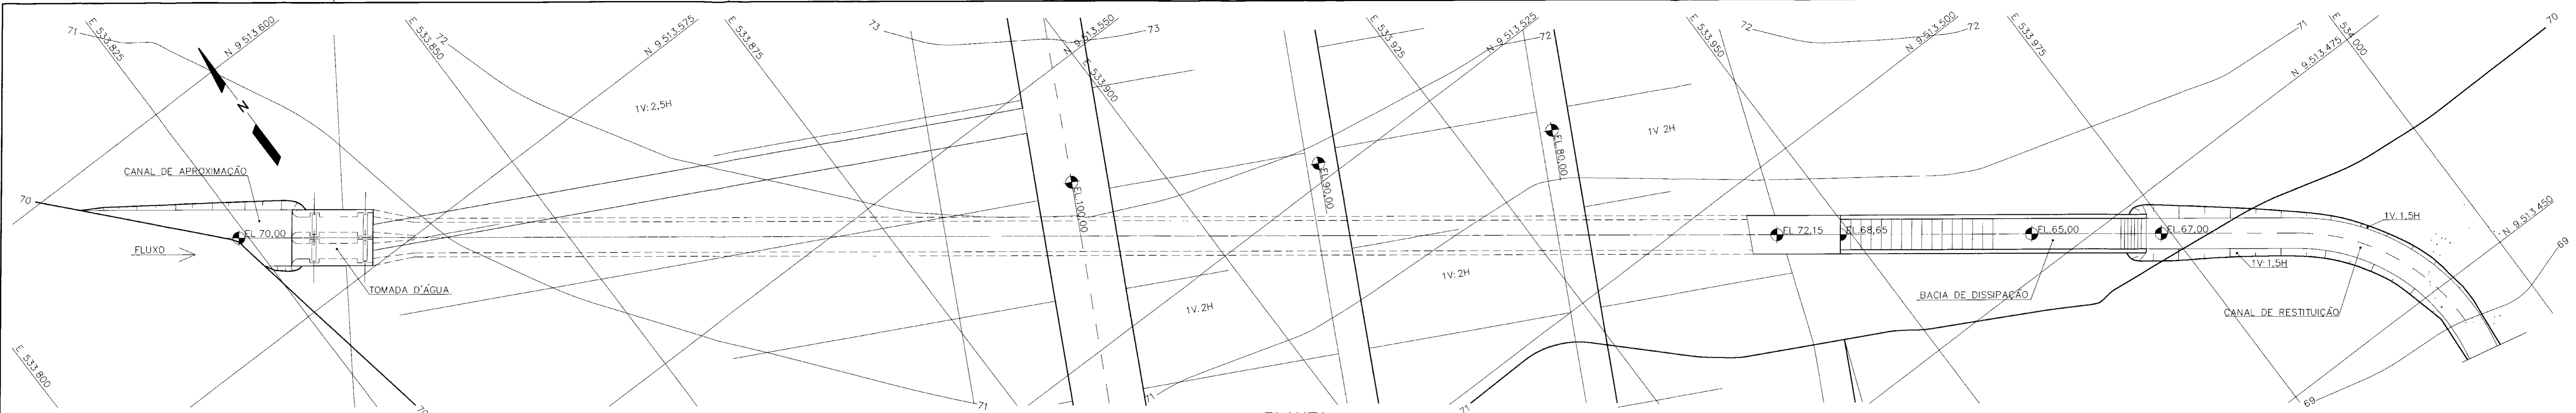 E 533.825
N 9.513.600
E 533.850
N 9.513.575
E 533.875
N 9.513.550
E 533.900
E 533.925
N 9.513.525
E 533.950
N 9.513.500
E 533.975
N 9.513.475
E 534.000
N 9.513.450
E 533.800
71
72
73
73
72
72
72
71
70
N
1V:2,5H
1V:2H
CANAL DE APROXIMAÇÃO
70
EL.70,00
FLUXO
TOMADA D'ÁGUA
EL.100,00
EL.90,00
EL.80,00
EL.72,15
EL.68,65
EL.65,00
EL.67,00
1V:1,5H
1V:1,5H
69
BACIA DE DISSIPAÇÃO
CANAL DE RESTITUIÇÃO
1V:2H
1V:2H
70
71
71
71
69